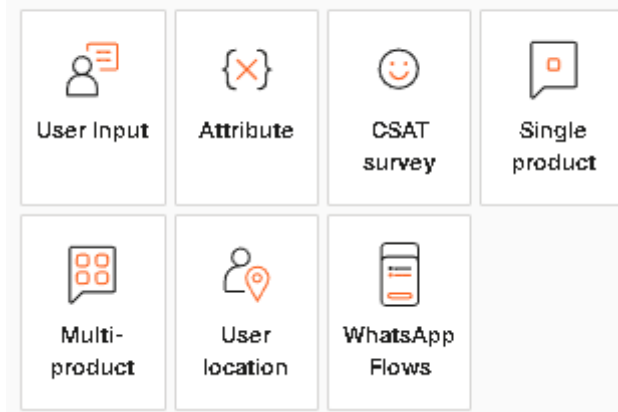 User Input
Attribute
CSAT
survey
Single
product
Multi-
product
User
location
WhatsApp
Flows